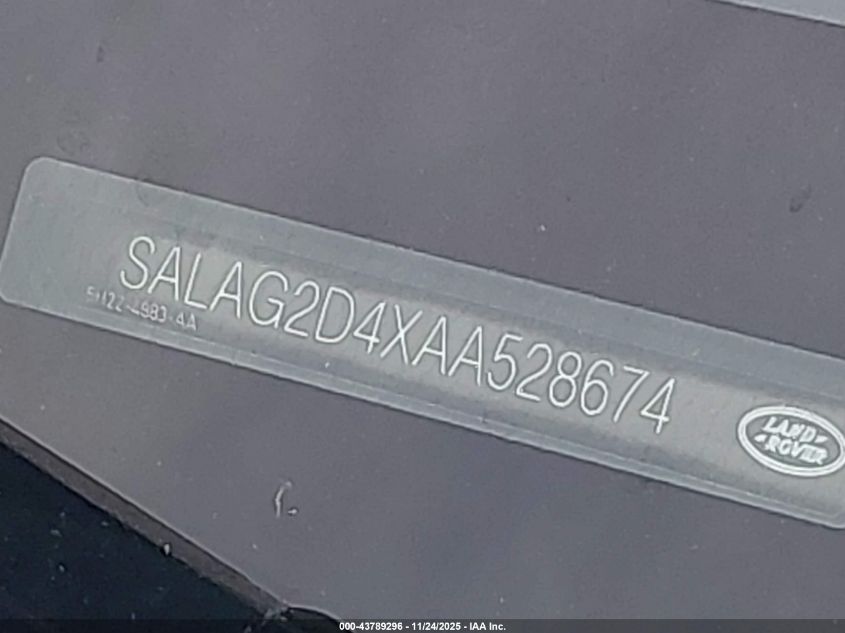 SALAG2D4XAA528674
5H22-4983-AA
LAND
ROVER
000-43789296 - 11/24/2025 - IAA Inc.